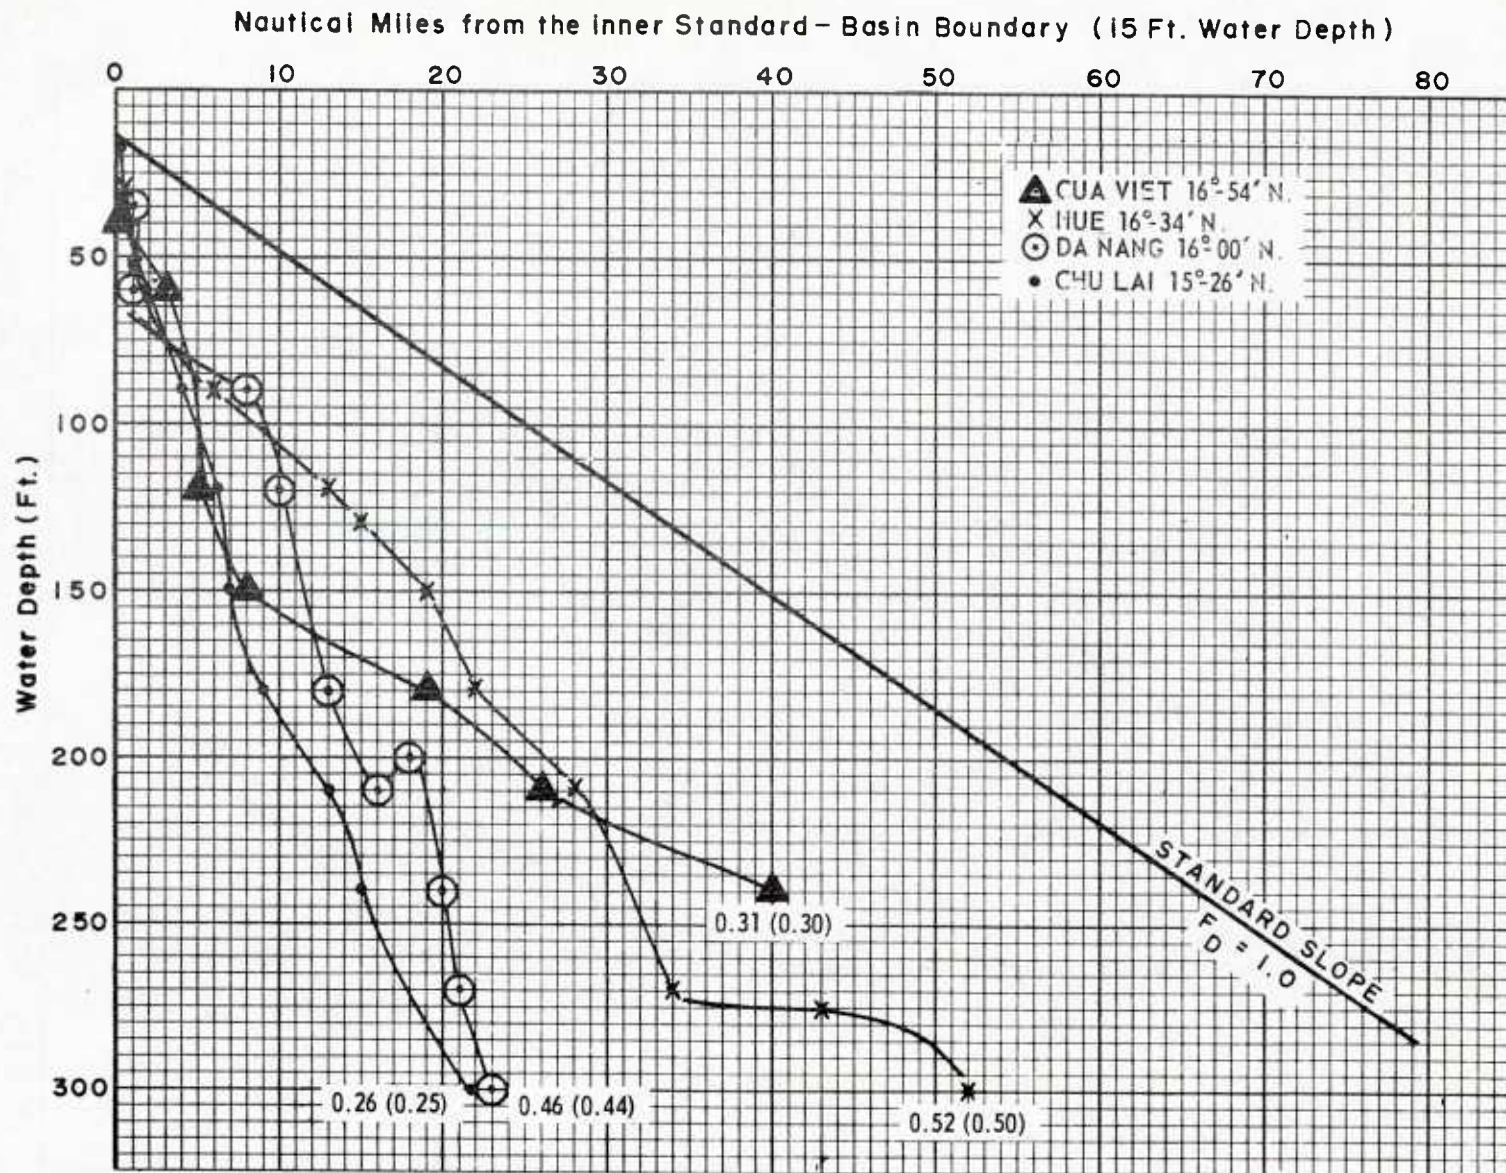 Nautical Miles from the Inner Standard - Basin Boundary (15 Ft. Water Depth)
0 10 20 30 40 50 60 70 80
CUA VIET 16°-54' N.
HUE 16°-34' N.
DA NANG 16°-00' N.
CHU LAI 15°-26' N.
50
100
150
200
250
300
Water Depth (Ft.)
STANDARD SLOPE
F D = 1.0
0.31 (0.30)
0.26 (0.25)
0.46 (0.44)
0.52 (0.50)